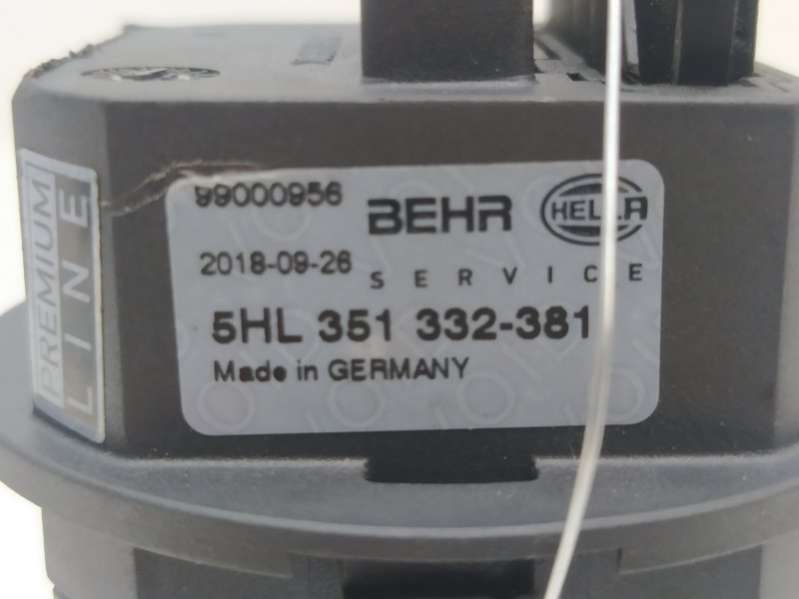 PREMIUM
LINE
99000956
BEHR HELLA
2018-09-26
SERVICE
5HL 351 332-381
Made in GERMANY